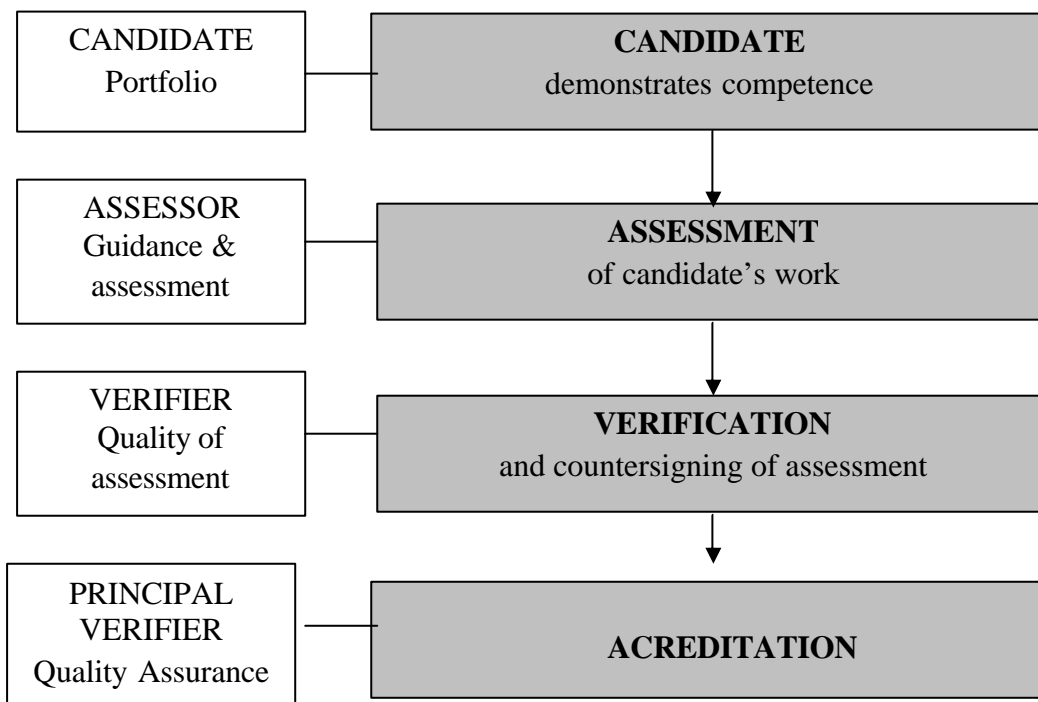 CANDIDATE
Portfolio
CANDIDATE
demonstrates competence
ASSESSOR
Guidance &
assessment
ASSESSMENT
of candidate’s work
VERIFIER
Quality of
assessment
VERIFICATION
and countersigning of assessment
PRINCIPAL
VERIFIER
Quality Assurance
ACREDITATION